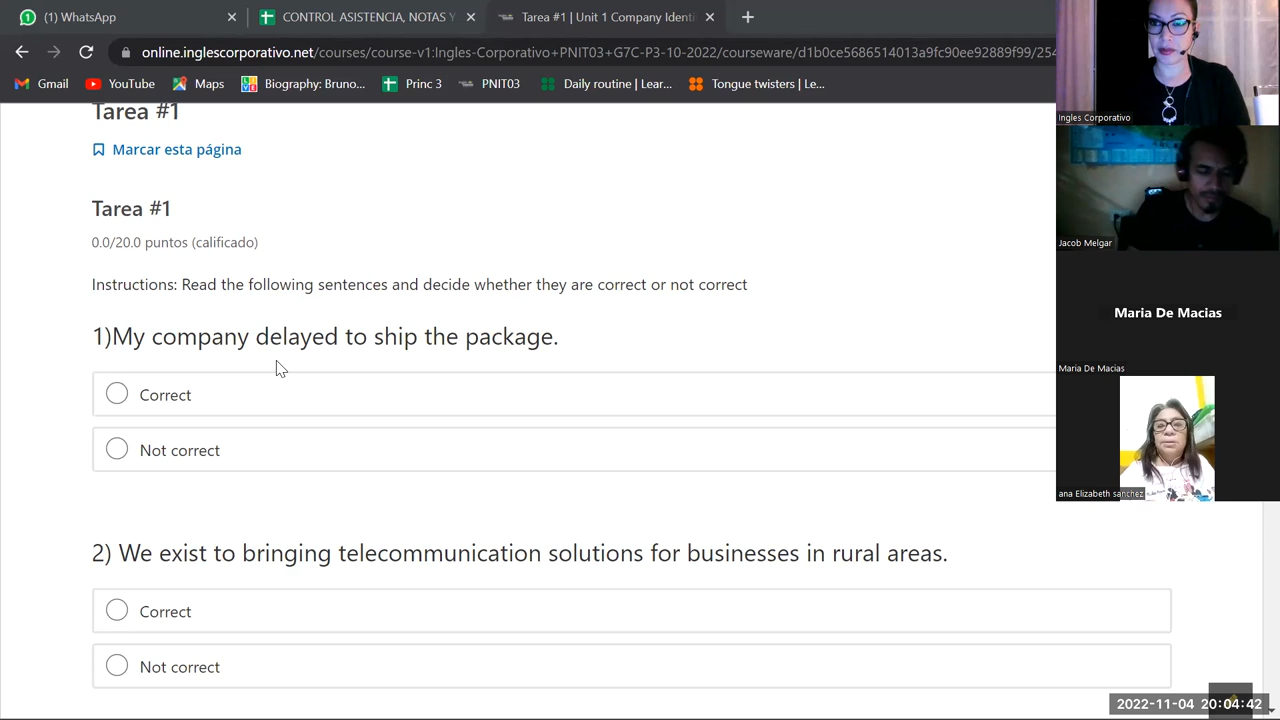 (1) WhatsApp
CONTROL ASISTENCIA, NOTAS Y
Tarea #1 | Unit 1 Company Identi
online.inglescorporativo.net/courses/course-v1:Ingles-Corporativo+PNIT03+G7C-P3-10-2022/courseware/d1b0ce5686514013a9fc90ee92889f99/254
Gmail
YouTube
Maps
Biography: Bruno...
Princ 3
PNIT03
Daily routine | Lear...
Tongue twisters | Le...
Tarea #1
Marcar esta página
Tarea #1
0.0/20.0 puntos (calificado)
Instructions: Read the following sentences and decide whether they are correct or not correct
1)My company delayed to ship the package.
Correct
Not correct
2) We exist to bringing telecommunication solutions for businesses in rural areas.
Correct
Not correct
Ingles Corporativo
Jacob Melgar
Maria De Macias
Maria De Macias
ana Elizabeth sanchez
2022-11-04 20:04:42